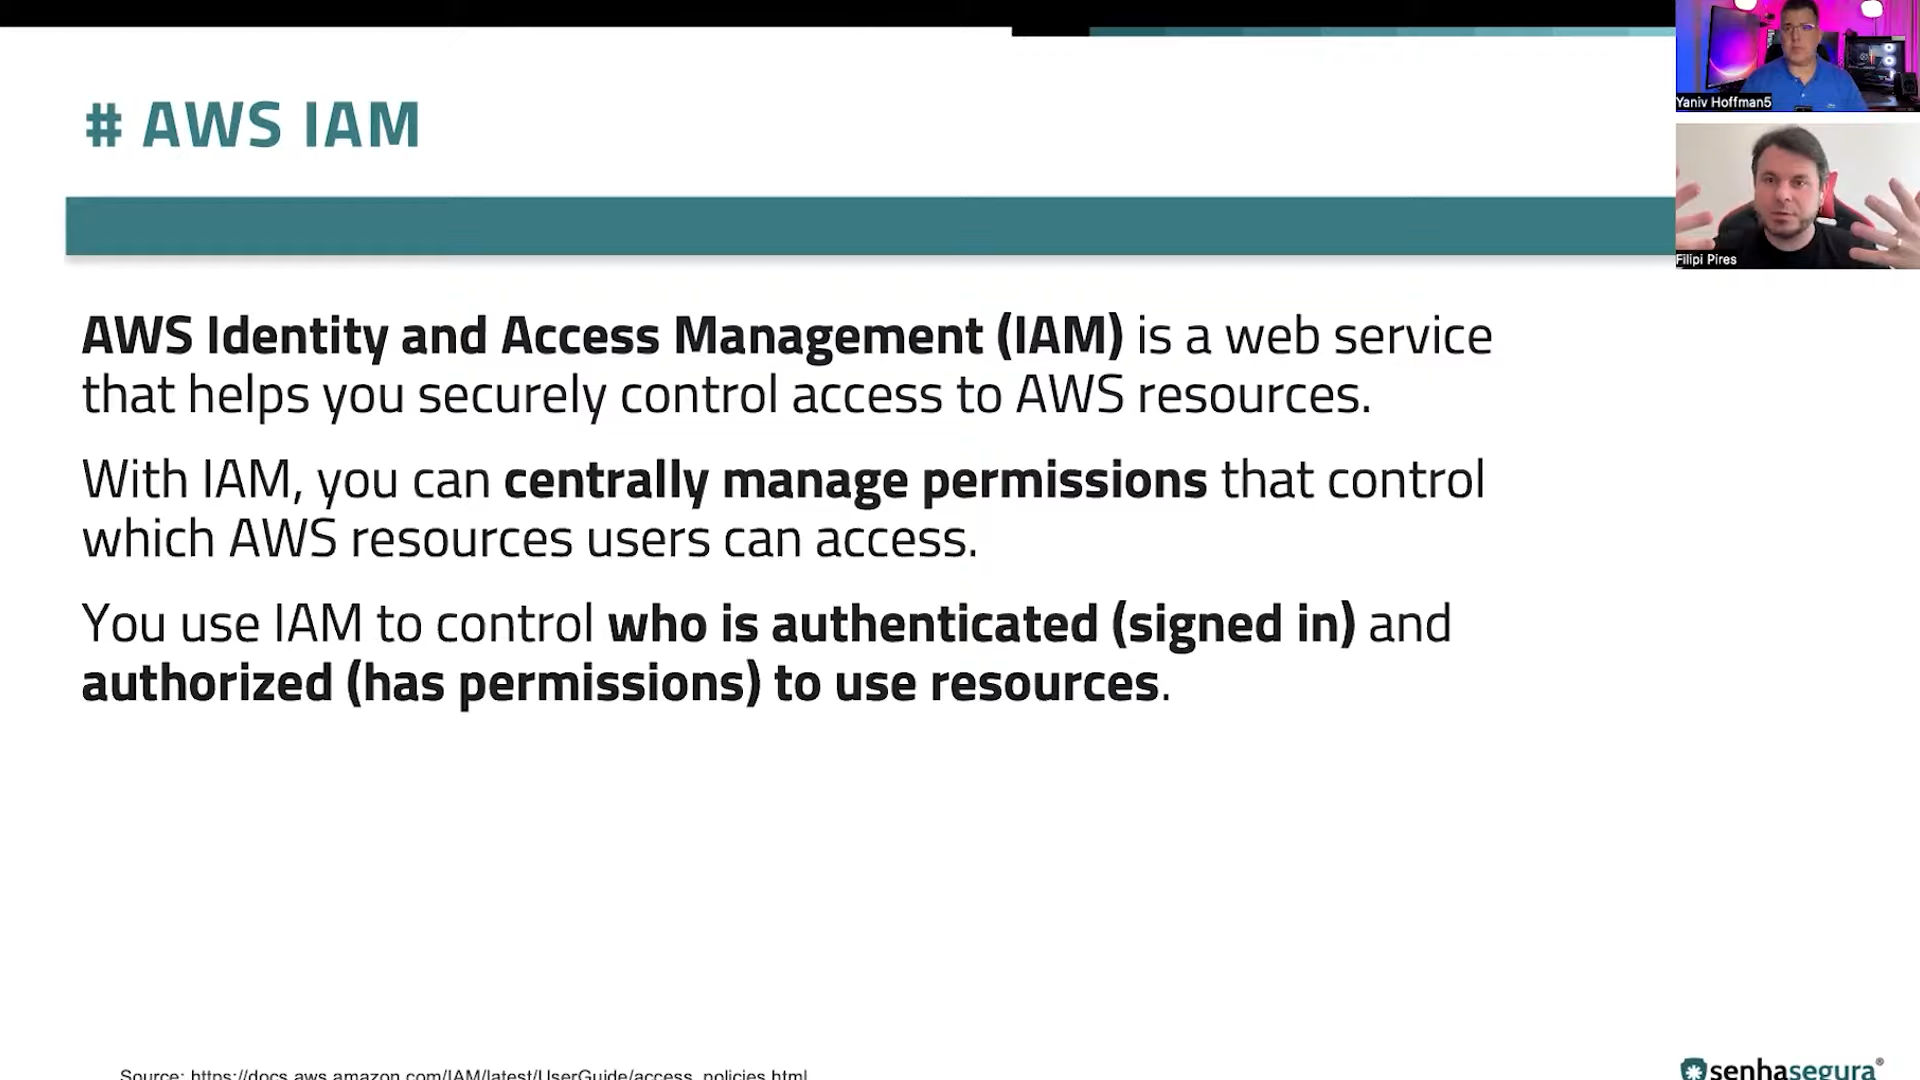 # AWS IAM
Yaniv Hoffman5
Filipi Pires
AWS Identity and Access Management (IAM) is a web service
that helps you securely control access to AWS resources.
With IAM, you can centrally manage permissions that control
which AWS resources users can access.
You use IAM to control who is authenticated (signed in) and
authorized (has permissions) to use resources.
Source: https://docs.aws.amazon.com/IAM/latest/UserGuide/access_policies.html
senhasegura®